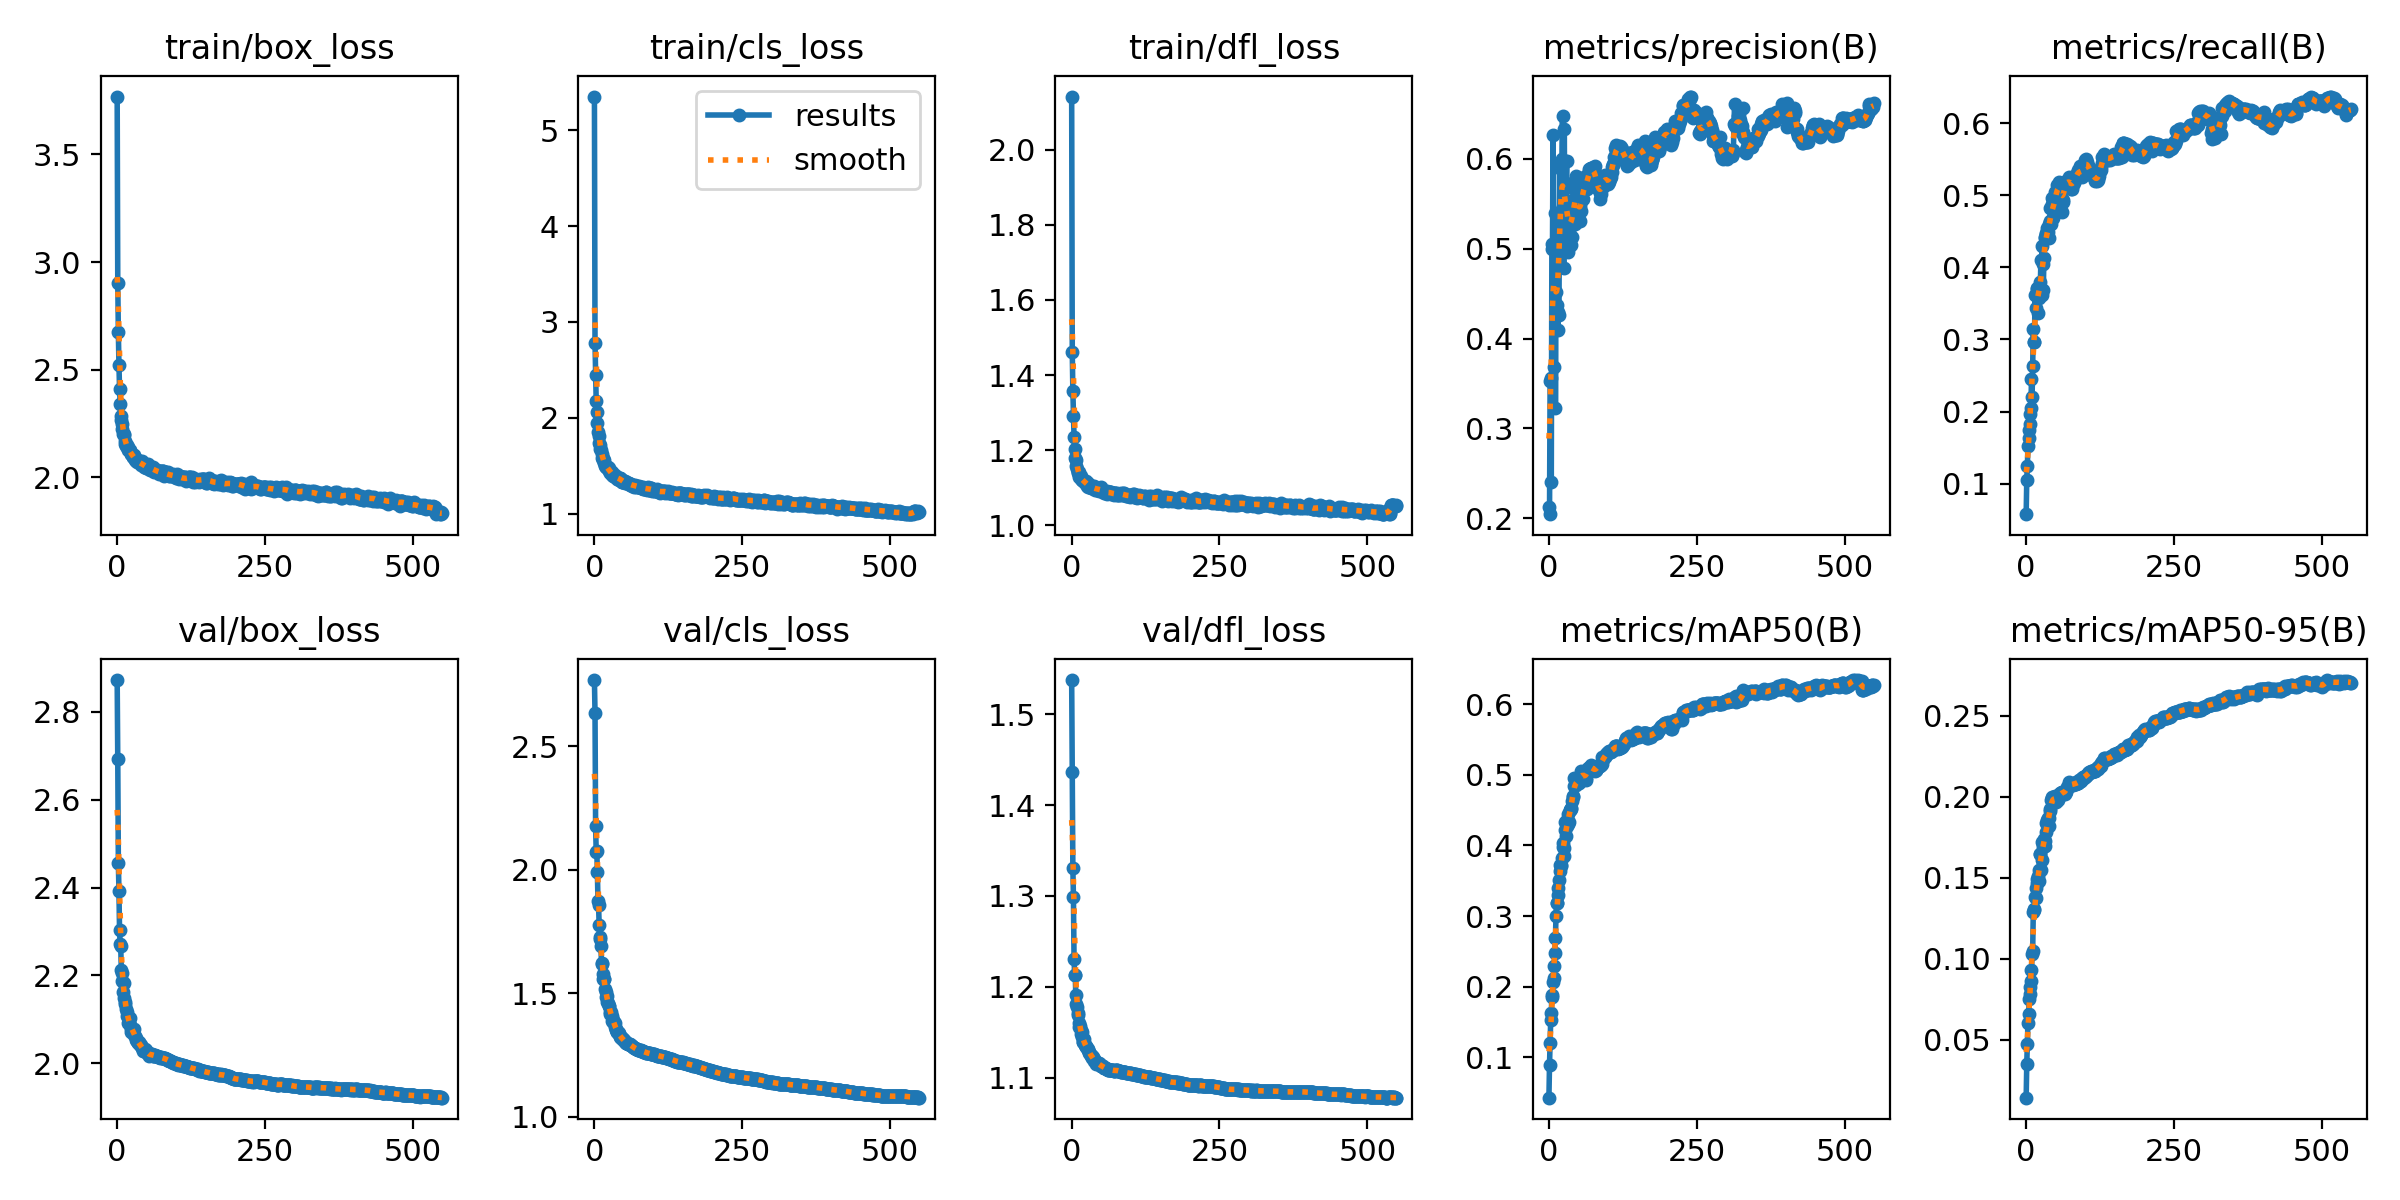 train/box_loss
3.5
3.0
2.5
2.0
0 250 500
train/cls_loss
results
smooth
5
4
3
2
1
0 250 500
train/dfl_loss
2.0
1.8
1.6
1.4
1.2
1.0
0 250 500
metrics/precision(B)
0.6
0.5
0.4
0.3
0.2
0 250 500
metrics/recall(B)
0.6
0.5
0.4
0.3
0.2
0.1
0 250 500
val/box_loss
2.8
2.6
2.4
2.2
2.0
0 250 500
val/cls_loss
2.5
2.0
1.5
1.0
0 250 500
val/dfl_loss
1.5
1.4
1.3
1.2
1.1
0 250 500
metrics/mAP50(B)
0.6
0.5
0.4
0.3
0.2
0.1
0 250 500
metrics/mAP50-95(B)
0.25
0.20
0.15
0.10
0.05
0 250 500